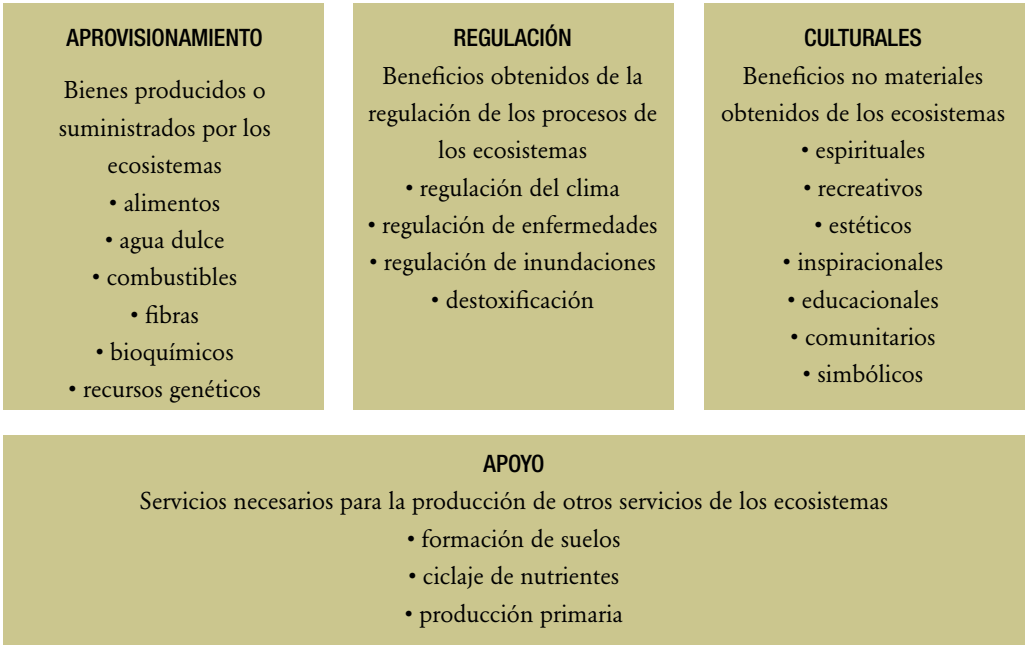 APROVISIONAMIENTO
Bienes producidos o
suministrados por los
ecosistemas
• alimentos
• agua dulce
• combustibles
• fibras
• bioquímicos
• recursos genéticos
REGULACIÓN
Beneficios obtenidos de la
regulación de los procesos de
los ecosistemas
• regulación del clima
• regulación de enfermedades
• regulación de inundaciones
• destoxificación
CULTURALES
Beneficios no materiales
obtenidos de los ecosistemas
• espirituales
• recreativos
• estéticos
• inspiracionales
• educacionales
• comunitarios
• simbólicos
APOYO
Servicios necesarios para la producción de otros servicios de los ecosistemas
• formación de suelos
• ciclaje de nutrientes
• producción primaria